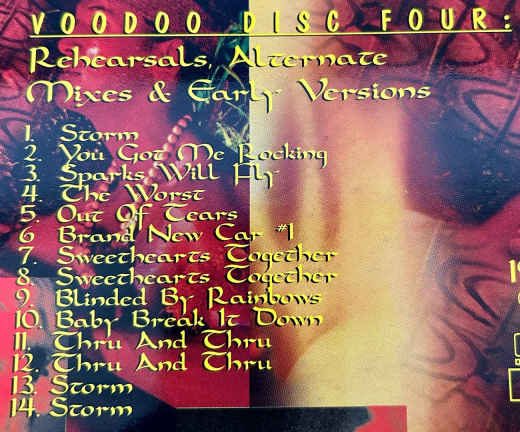 VOODOO DISC FOUR:
Rehearsals, Alternate
Mixes & Early Versions
1. Storm
2. You Got Me Rocking
3. Sparks Will Fly
4. The Worst
5. Out Of Tears
6 Brand New Car #1
7. Sweethearts Together
8. Sweethearts Together
9. Blinded By Rainbows
10. Baby Break It Down
11. Thru And Thru
12. Thru And Thru
13. Storm
14. Storm